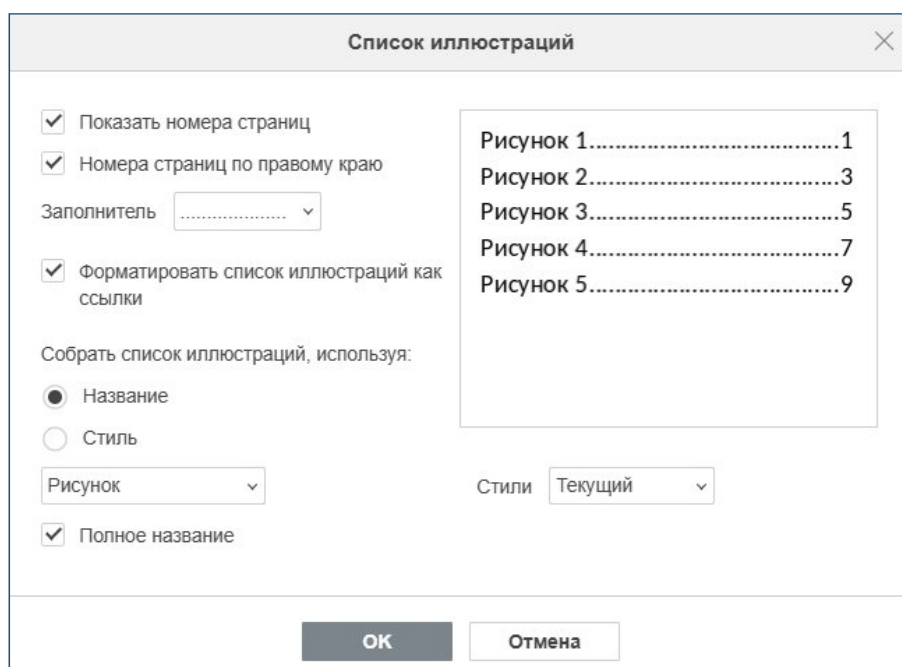 Список иллюстраций
Показать номера страниц
Номера страниц по правому краю
Заполнитель ....................
Форматировать список иллюстраций как
ссылки
Собрать список иллюстраций, используя:
Название
Стиль
Рисунок
Полное название
Рисунок 1........................................1
Рисунок 2........................................3
Рисунок 3........................................5
Рисунок 4........................................7
Рисунок 5........................................9
Стили Текущий
OK Отмена